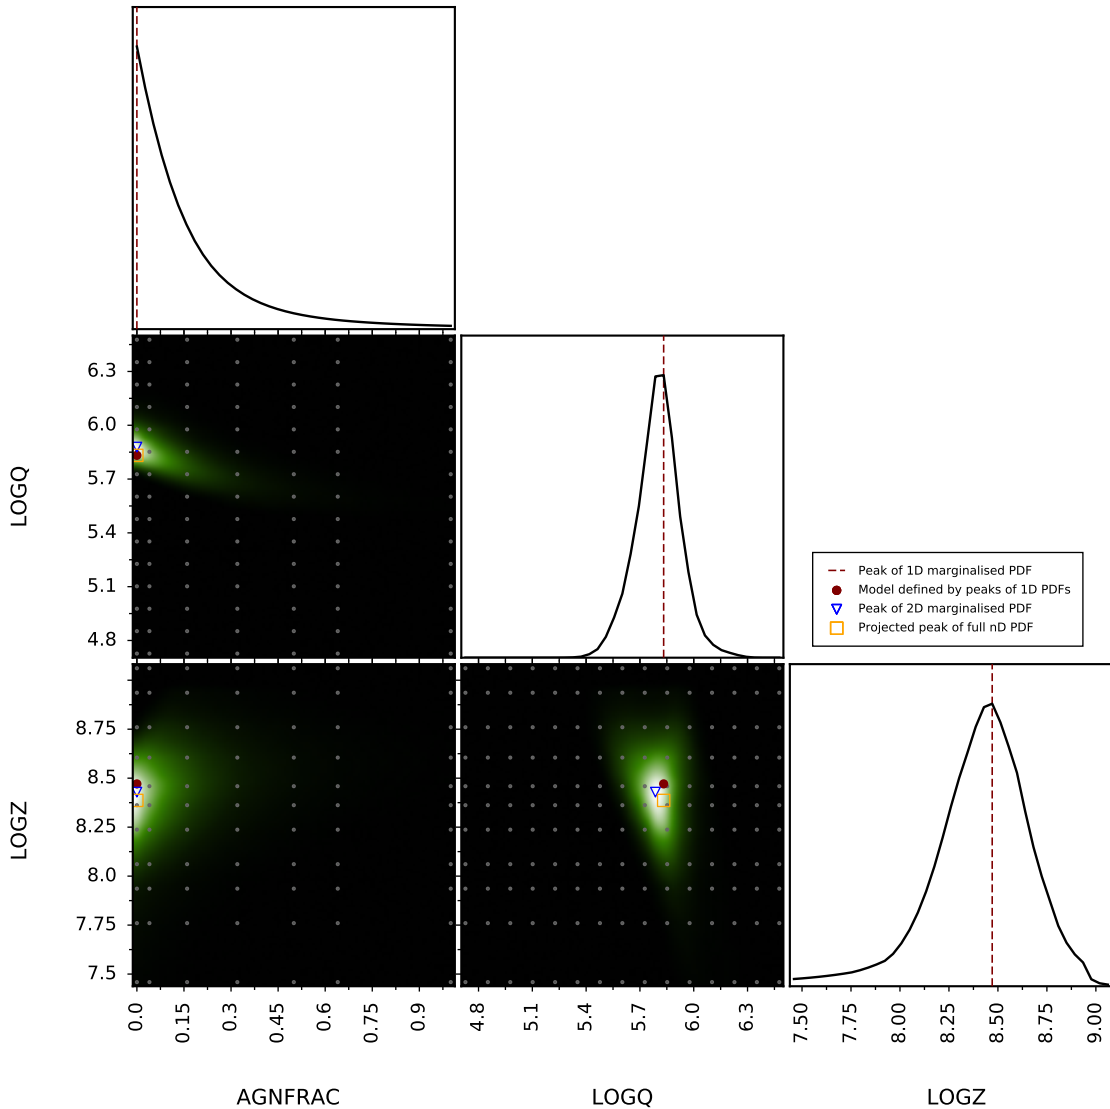 6.3
6.0
5.7
5.4
5.1
4.8
LOGQ
Peak of 1D marginalised PDF
Model defined by peaks of 1D PDFs
Peak of 2D marginalised PDF
Projected peak of full nD PDF
8.75
8.5
8.25
8.0
7.75
7.5
LOGZ
0.0 0.15 0.3 0.45 0.6 0.75 0.9
4.8 5.1 5.4 5.7 6.0 6.3
7.50 7.75 8.00 8.25 8.50 8.75 9.00
AGNFRAC LOGQ LOGZ